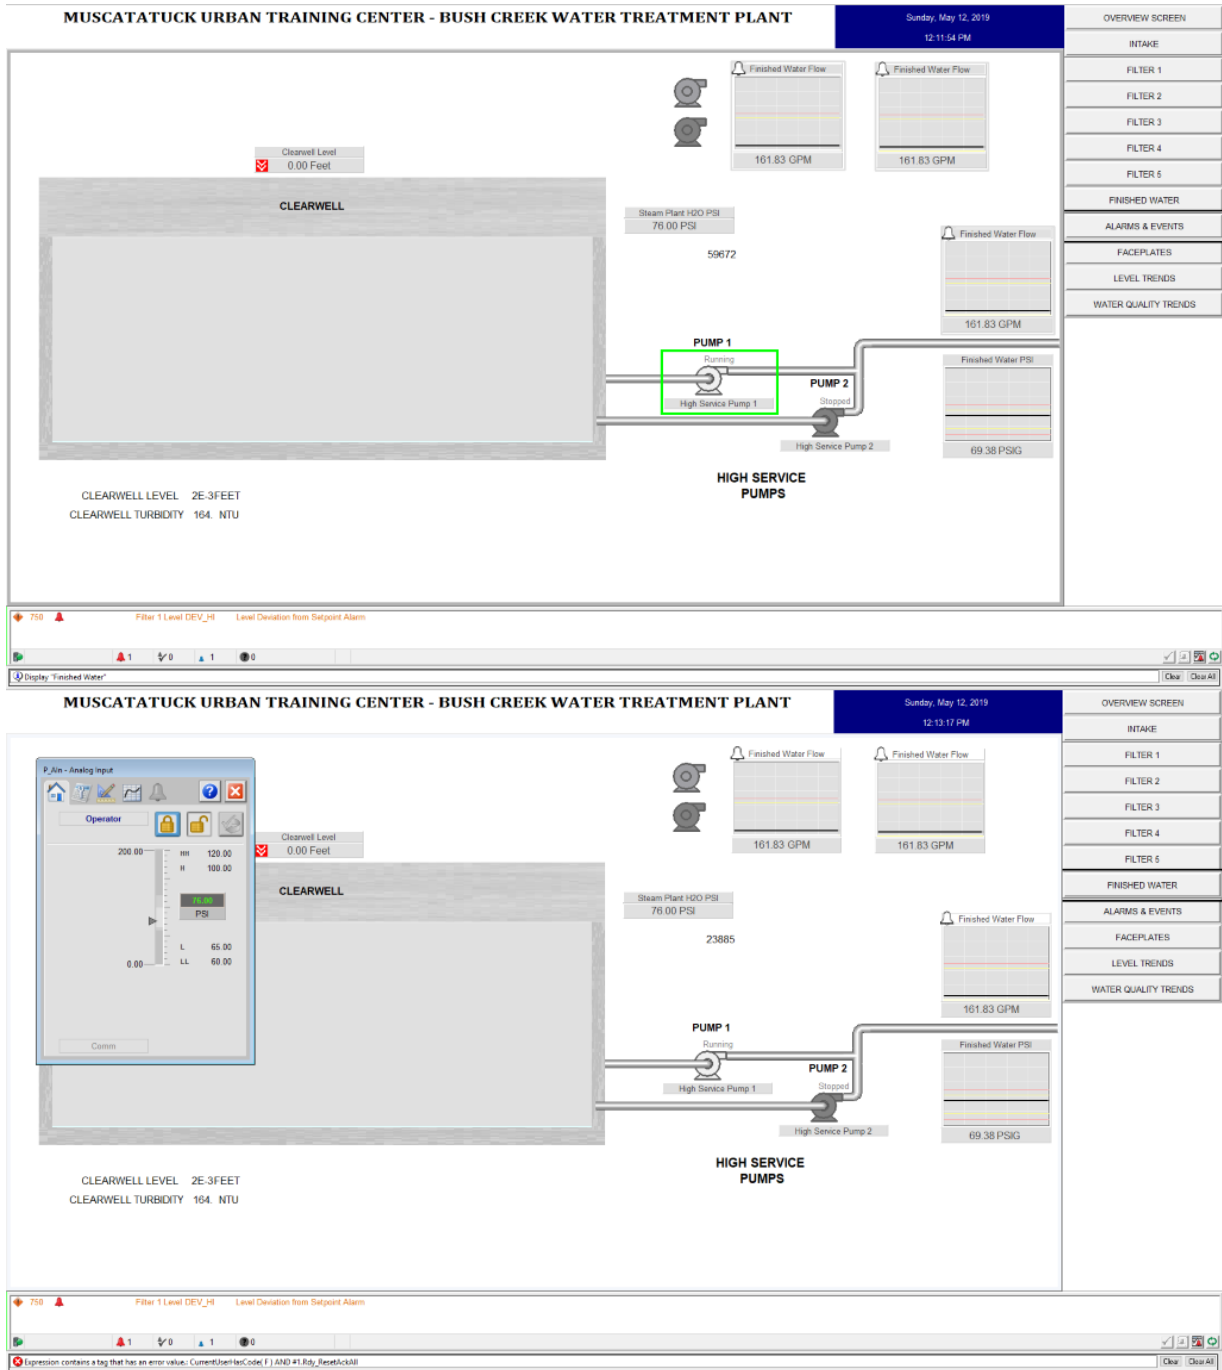 MUSCATATUCK URBAN TRAINING CENTER - BUSH CREEK WATER TREATMENT PLANT
Sunday, May 12, 2019
12:11:54 PM
OVERVIEW SCREEN
INTAKE
FILTER 1
FILTER 2
FILTER 3
FILTER 4
FILTER 5
FINISHED WATER
ALARMS & EVENTS
FACEPLATES
LEVEL TRENDS
WATER QUALITY TRENDS
Finished Water Flow
161.83 GPM
Finished Water Flow
161.83 GPM
Clearwell Level
0.00 Feet
CLEARWELL
Steam Plant H2O PSI
76.00 PSI
59672
Finished Water Flow
161.83 GPM
PUMP 1
Running
High Service Pump 1
PUMP 2
Stopped
High Service Pump 2
Finished Water PSI
69.38 PSIG
HIGH SERVICE
PUMPS
CLEARWELL LEVEL 2E-3FEET
CLEARWELL TURBIDITY 164. NTU
750 Filter 1 Level DEV_HI Level Deviation from Setpoint Alarm
1 0 1 0
Display "Finished Water"
Clear Clear All
MUSCATATUCK URBAN TRAINING CENTER - BUSH CREEK WATER TREATMENT PLANT
Sunday, May 12, 2019
12:13:17 PM
OVERVIEW SCREEN
INTAKE
FILTER 1
FILTER 2
FILTER 3
FILTER 4
FILTER 5
FINISHED WATER
ALARMS & EVENTS
FACEPLATES
LEVEL TRENDS
WATER QUALITY TRENDS
P_AIn - Analog Input
Operator
200.00
HH 120.00
H 100.00
76.00
PSI
L 65.00
LL 60.00
0.00
Comm
Finished Water Flow
161.83 GPM
Finished Water Flow
161.83 GPM
Clearwell Level
0.00 Feet
CLEARWELL
Steam Plant H2O PSI
76.00 PSI
23885
Finished Water Flow
161.83 GPM
PUMP 1
Running
High Service Pump 1
PUMP 2
Stopped
High Service Pump 2
Finished Water PSI
69.38 PSIG
HIGH SERVICE
PUMPS
CLEARWELL LEVEL 2E-3FEET
CLEARWELL TURBIDITY 164. NTU
750 Filter 1 Level DEV_HI Level Deviation from Setpoint Alarm
1 0 1 0
Expression contains a tag that has an error value.: CurrentUserHasCode( F ) AND #1.Rdy_ResetAckAll
Clear Clear All